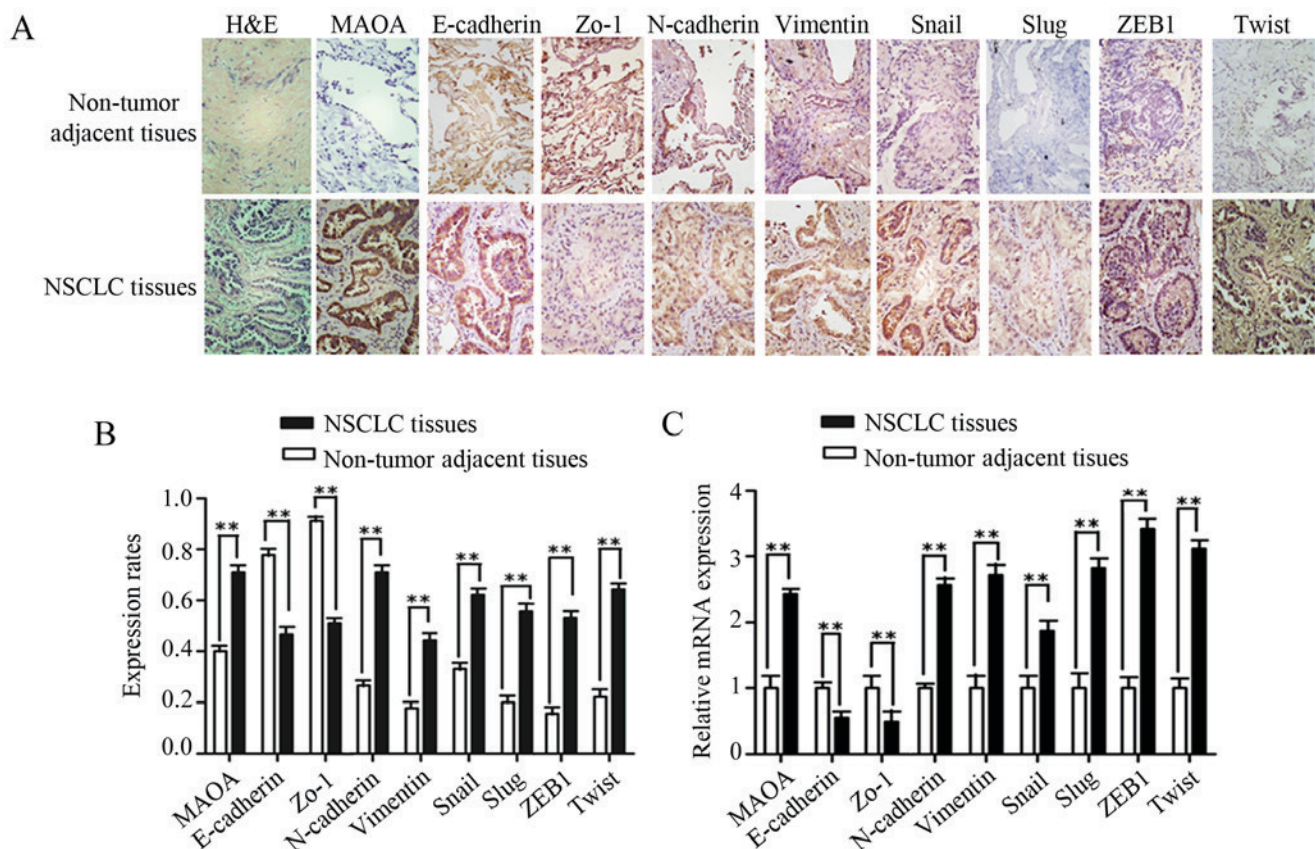 A
H&E MAOA E-cadherin Zo-1 N-cadherin Vimentin Snail Slug ZEB1 Twist
Non-tumor
adjacent tisues
NSCLC tissues
B
NSCLC tissues
Non-tumor adjacent tisues
Expression rates
1.0
0.8
0.6
0.4
0.2
0.0
** ** ** ** ** ** ** ** **
MAOA
E-cadherin
Zo-1
N-cadherin
Vimentin
Snail
Slug
ZEB1
Twist
C
NSCLC tissues
Non-tumor adjacent tisues
Relative mRNA expression
4
3
2
1
0
** ** ** ** ** ** ** ** **
MAOA
E-cadherin
Zo-1
N-cadherin
Vimentin
Snail
Slug
ZEB1
Twist